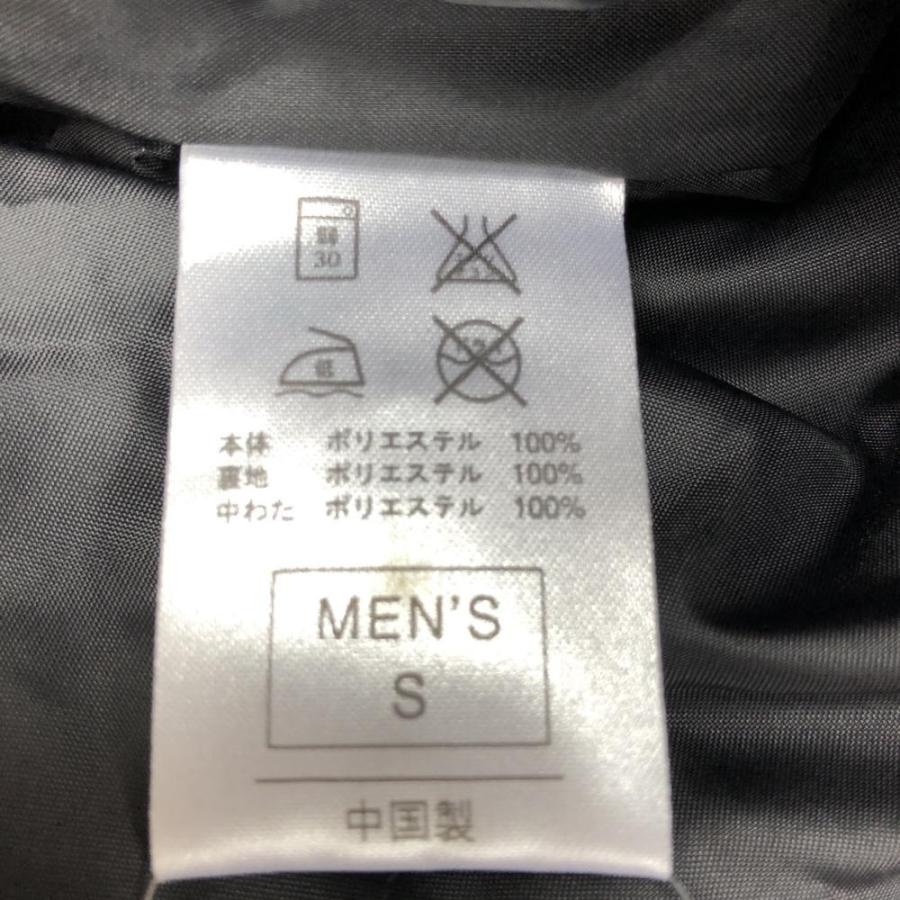 30
低
本体 ポリエステル 100%
裏地 ポリエステル 100%
中わた ポリエステル 100%
MEN'S
S
中国製